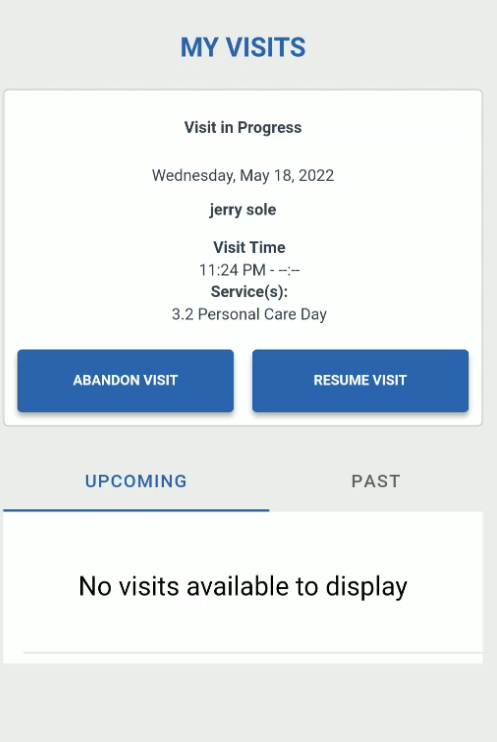 MY VISITS
Visit in Progress
Wednesday, May 18, 2022
jerry sole
Visit Time
11:24 PM - --:--
Service(s):
3.2 Personal Care Day
ABANDON VISIT
RESUME VISIT
UPCOMING
PAST
No visits available to display